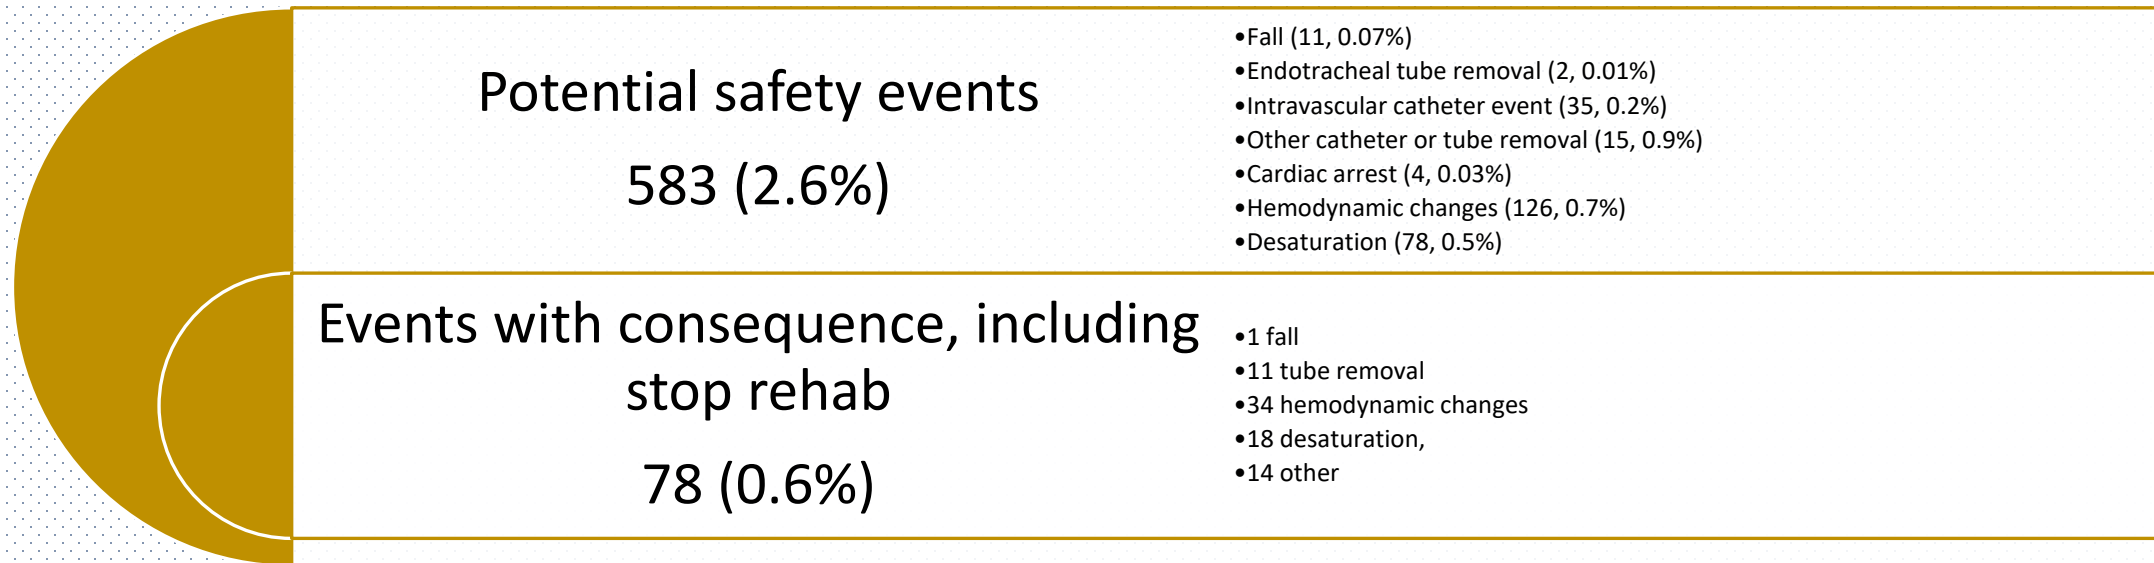 Potential safety events
583 (2.6%)
•Fall (11, 0.07%)
•Endotracheal tube removal (2, 0.01%)
•Intravascular catheter event (35, 0.2%)
•Other catheter or tube removal (15, 0.9%)
•Cardiac arrest (4, 0.03%)
•Hemodynamic changes (126, 0.7%)
•Desaturation (78, 0.5%)
Events with consequence, including
stop rehab
78 (0.6%)
•1 fall
•11 tube removal
•34 hemodynamic changes
•18 desaturation,
•14 other